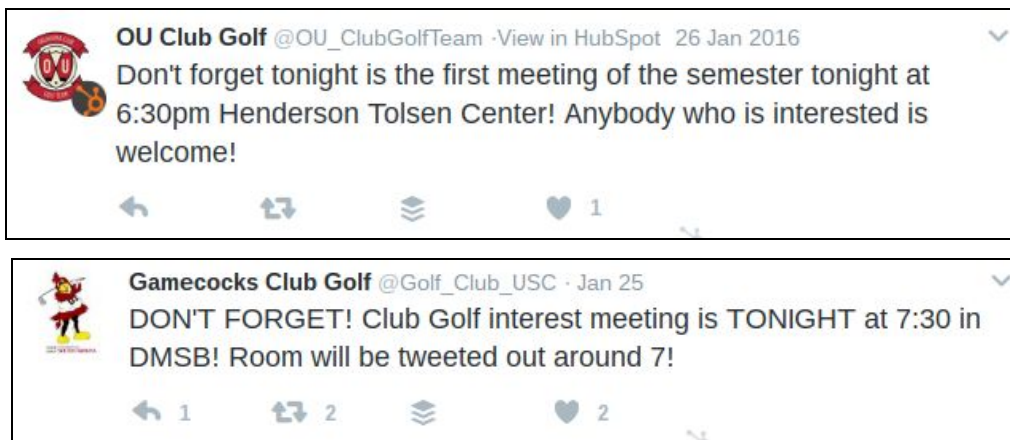 OU Club Golf @OU_ClubGolfTeam ·View in HubSpot 26 Jan 2016
Don't forget tonight is the first meeting of the semester tonight at
6:30pm Henderson Tolsen Center! Anybody who is interested is
welcome!
1
Gamecocks Club Golf @Golf_Club_USC · Jan 25
DON'T FORGET! Club Golf interest meeting is TONIGHT at 7:30 in
DMSB! Room will be tweeted out around 7!
1 2 2